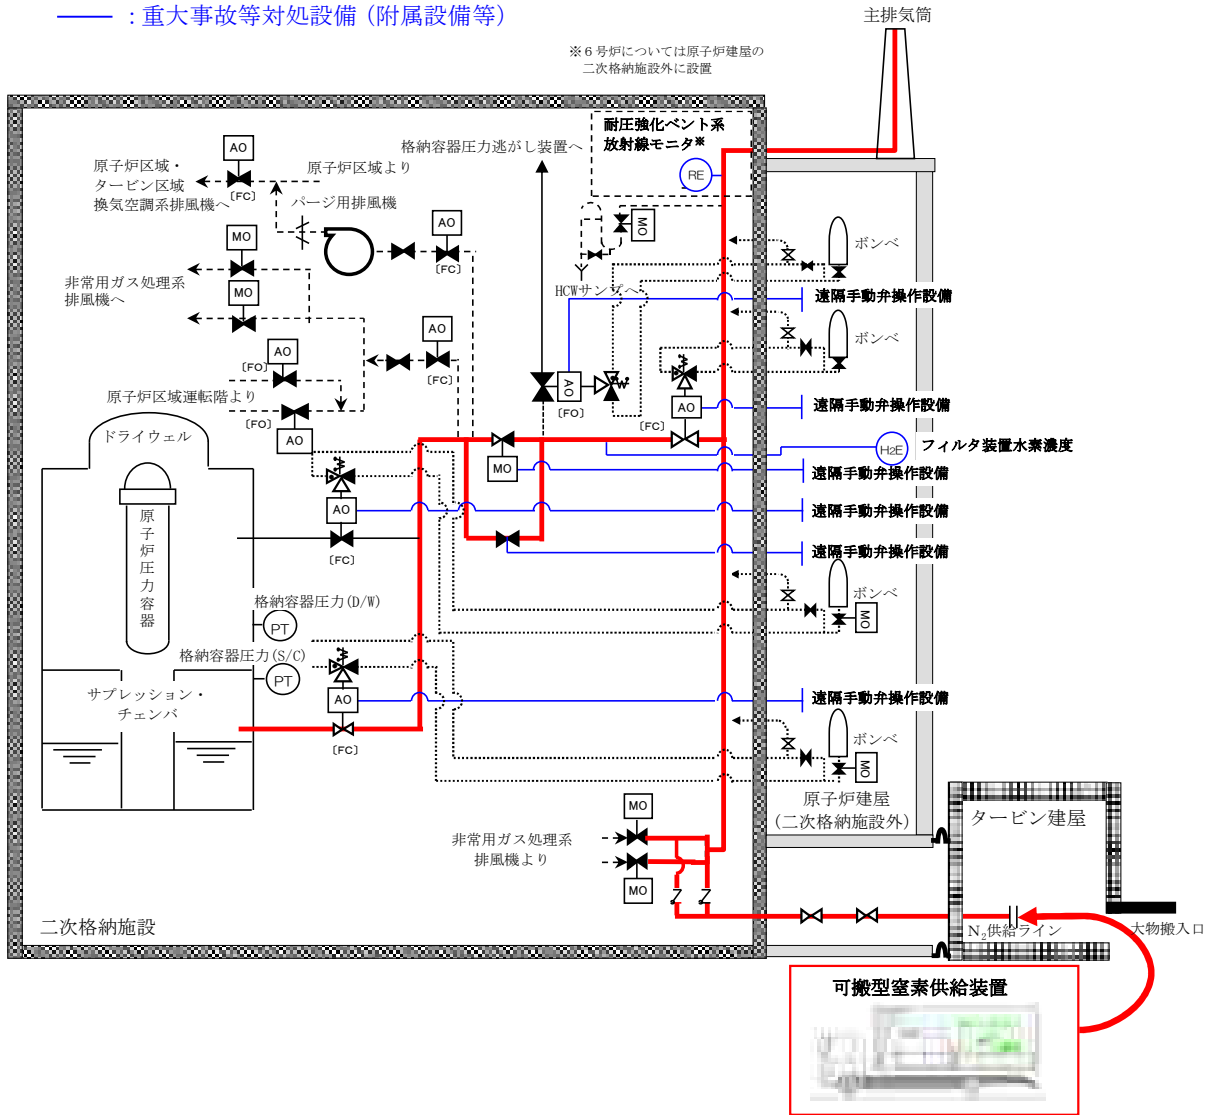 : 重大事故等対処設備（附属設備等）
主排気筒
※６号炉については原子炉建屋の
二次格納施設外に設置
耐圧強化ベント系
放射線モニタ※
RE
格納容器圧力逃がし装置へ
AO
原子炉区域・
タービン区域
換気空調系排風機へ
(FC)
原子炉区域より
パージ用排風機
AO
(FC)
MO
MO
非常用ガス処理系
排風機へ
MO
HCWサンプへ
ボンベ
遠隔手動弁操作設備
ボンベ
AO
(FC)
AO
(FO)
AO
(FO)
原子炉区域運転階より
(FO)
AO
AO
(FC)
遠隔手動弁操作設備
H2E
フィルタ装置水素濃度
MO
遠隔手動弁操作設備
ドライウェル
原子炉圧力容器
AO
(FC)
遠隔手動弁操作設備
遠隔手動弁操作設備
ボンベ
MO
格納容器圧力(D/W)
PT
格納容器圧力(S/C)
PT
サプレッション・
チェンバ
AO
(FC)
遠隔手動弁操作設備
ボンベ
MO
原子炉建屋
(二次格納施設外)
タービン建屋
MO
非常用ガス処理系
排風機より
MO
二次格納施設
N2供給ライン
大物搬入口
可搬型窒素供給装置